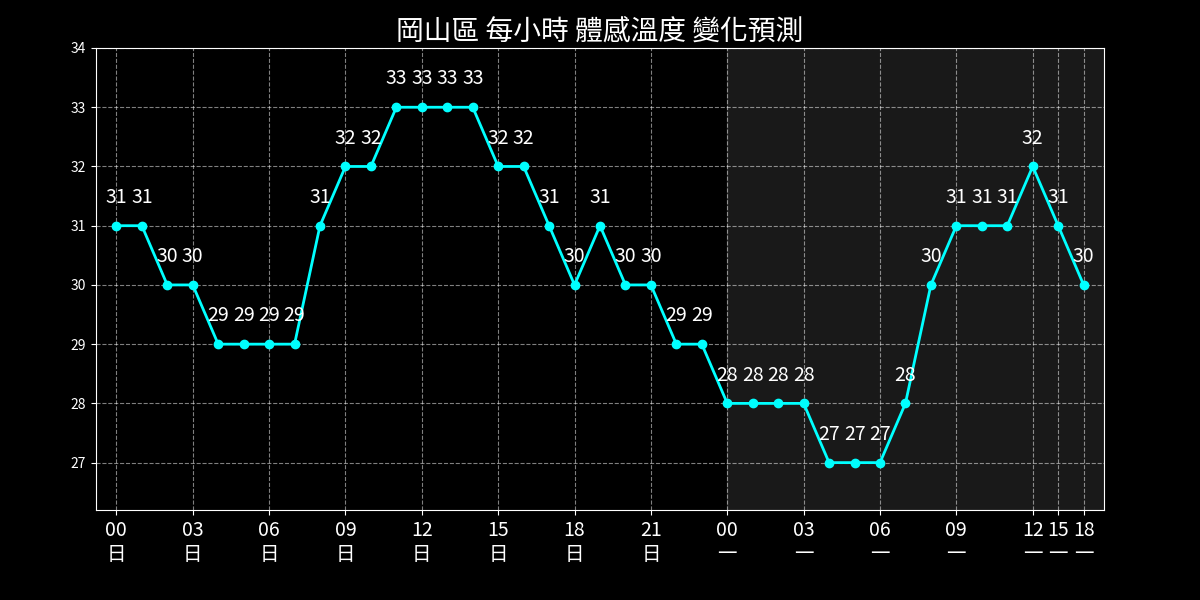 岡山區 每小時 體感溫度 變化預測
34
33 33 33 33
33
32 32 32 32 32
32
31 31 31 31 31 31 31 31 31
31
30 30 30 30 30 30 30
30
29 29 29 29 29 29
29
28 28 28 28 28
28
27 27 27
27
00 03 06 09 12 15 18 21 00 03 06 09 12 15 18
日 日 日 日 日 日 日 日 一 一 一 一 一 一 一